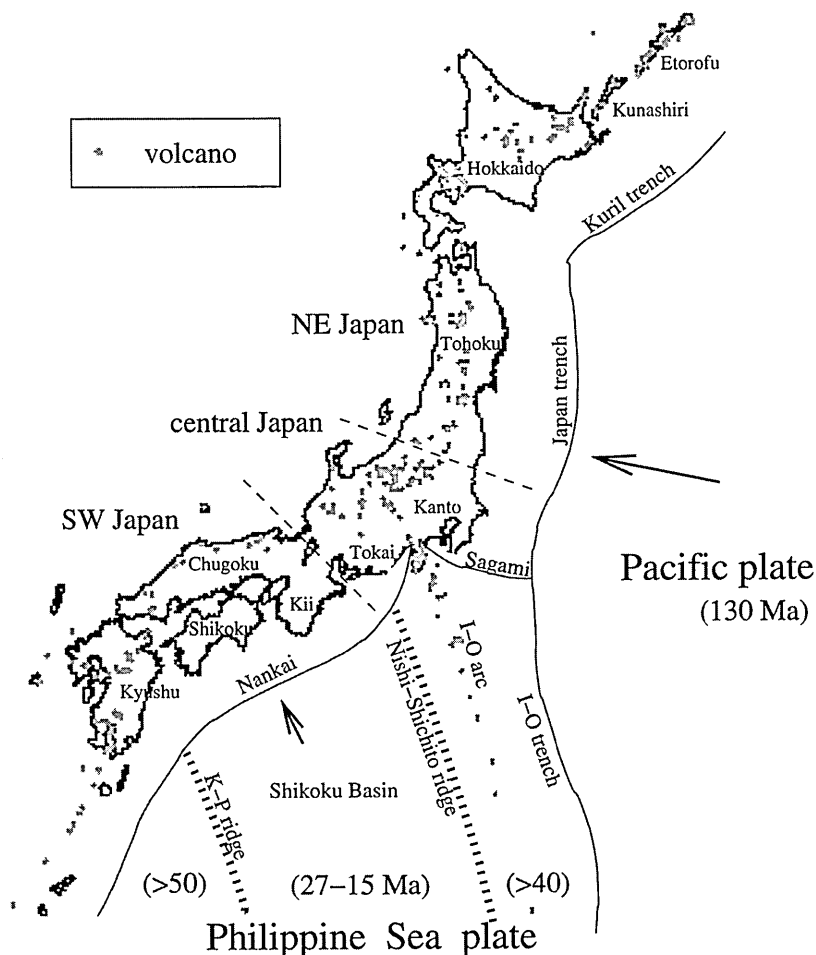 Etorofu
Kunashiri
volcano
Hokkaido
Kuril trench
NE Japan
Tohoku
Japan trench
central Japan
Kanto
SW Japan
Tokai
Sagami
Chugoku
Pacific plate
(130 Ma)
Kii
Shikoku
I-O arc
Nankai
Kyushu
Nishi-Shichito ridge
I-O trench
K-P ridge
Shikoku Basin
(>50)
(27-15 Ma)
(>40)
Philippine Sea plate